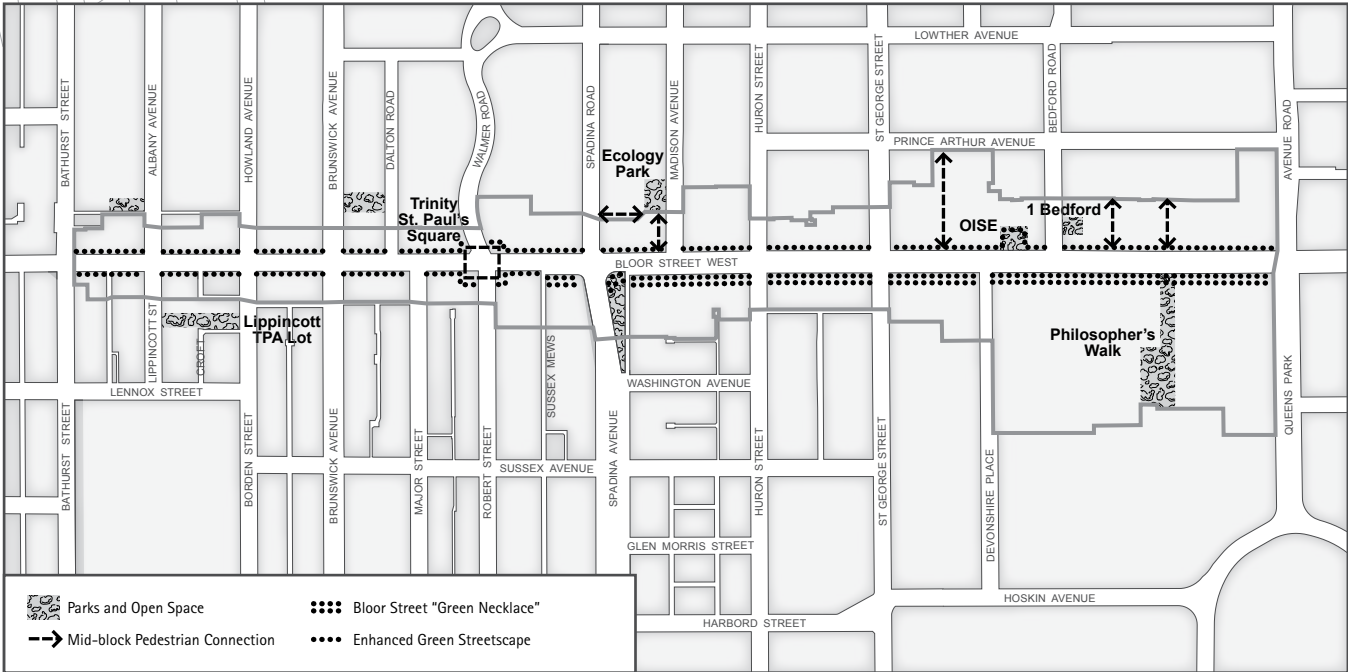 LOWTHER AVENUE
BATHURST STREET
ALBANY AVENUE
HOWLAND AVENUE
BRUNSWICK AVENUE
DALTON ROAD
WALMER ROAD
SPADINA ROAD
MADISON AVENUE
HURON STREET
ST GEORGE STREET
BEDFORD ROAD
AVENUE ROAD
PRINCE ARTHUR AVENUE
Ecology
Park
Trinity
St. Paul's
Square
OISE
1 Bedford
BLOOR STREET WEST
Lippincott
TPA Lot
Philosopher's
Walk
LIPPINCOTT ST
CROFT
LENNOX STREET
SUSSEX MEWS
WASHINGTON AVENUE
BATHURST STREET
BORDEN STREET
BRUNSWICK AVENUE
MAJOR STREET
ROBERT STREET
SUSSEX AVENUE
SPADINA AVENUE
HURON STREET
ST GEORGE STREET
DEVONSHIRE PLACE
QUEENS PARK
GLEN MORRIS STREET
HOSKIN AVENUE
HARBORD STREET
Parks and Open Space
Mid-block Pedestrian Connection
Bloor Street "Green Necklace"
Enhanced Green Streetscape